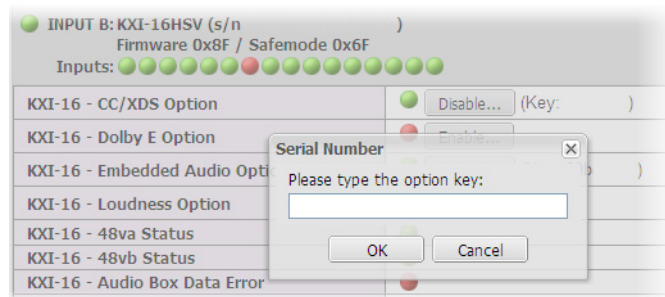 INPUT B: KXI-16HSV (s/n )
Firmware 0x8F / Safemode 0x6F
Inputs:
KXI-16 - CC/XDS Option Disable... (Key: )
KXI-16 - Dolby E Option Enable...
Serial Number
KXI-16 - Embedded Audio Opti )
Please type the option key:
KXI-16 - Loudness Option
KXI-16 - 48va Status
OK Cancel
KXI-16 - 48vb Status
KXI-16 - Audio Box Data Error